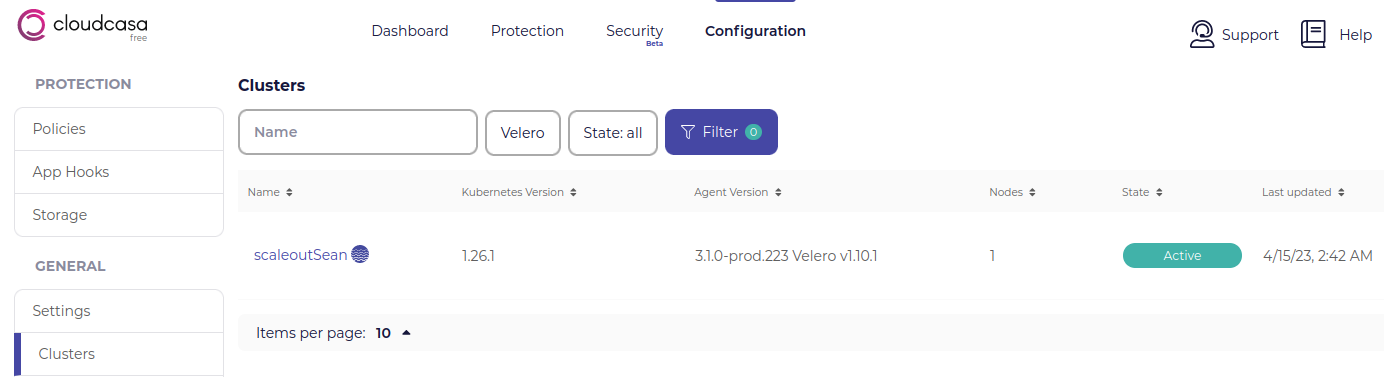 cloudcasa
free
Dashboard Protection Security Configuration
Beta
Support Help
PROTECTION
Policies
App Hooks
Storage
GENERAL
Settings
Clusters
Clusters
Name Velero State: all Filter 0
Name Kubernetes Version Agent Version Nodes State Last updated
scaleoutSean 1.26.1 3.1.0-prod.223 Velero v1.10.1 1 Active 4/15/23, 2:42 AM
Items per page: 10